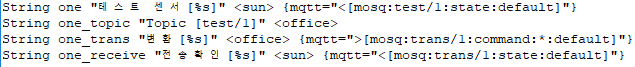 String one "테스트 센서 [%s]" <sun> {mqtt="<[mosq:test/1:state:default]"}
String one_topic "Topic [test/1]" <office>
String one_trans "변환 [%s]" <office> {mqtt=">[mosq:trans/1:command:*:default]"}
String one_receive "전송확인 [%s]" <sun> {mqtt="<[mosq:trans/1:state:default]"}